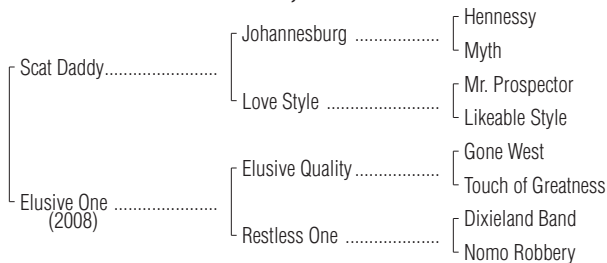 Hennessy
Johannesburg ..................
Myth
Scat Daddy........................
Mr. Prospector
Love Style ........................
Likeable Style
Gone West
Elusive Quality ..................
Touch of Greatness
Elusive One ......................
(2008)
Dixieland Band
Restless One ....................
Nomo Robbery